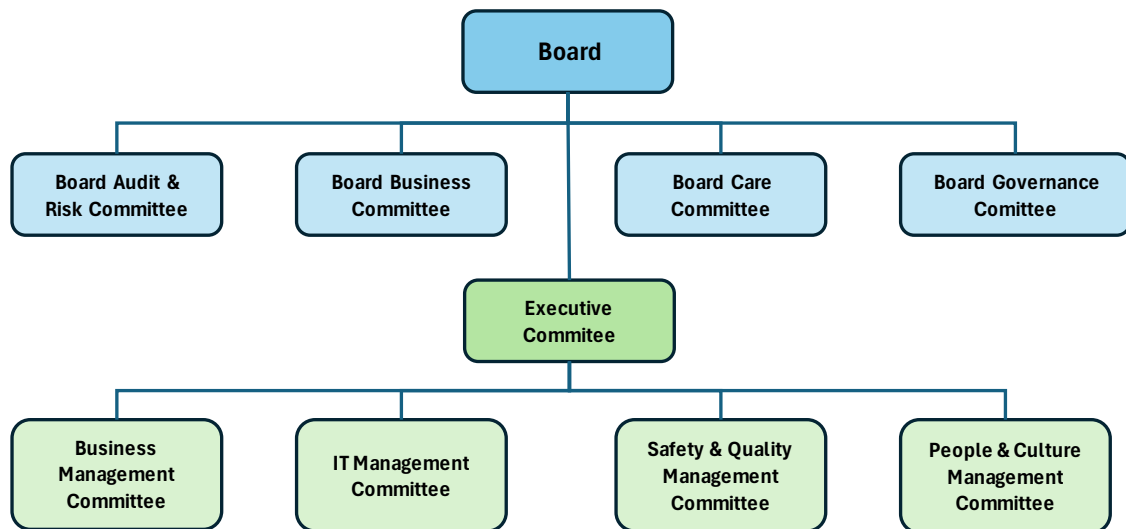 Board
Board Audit &
Risk Committee
Board Business
Committee
Board Care
Committee
Board Governance
Comittee
Executive
Commitee
Business
Management
Committee
IT Management
Committee
Safety & Quality
Management
Committee
People & Culture
Management
Committee